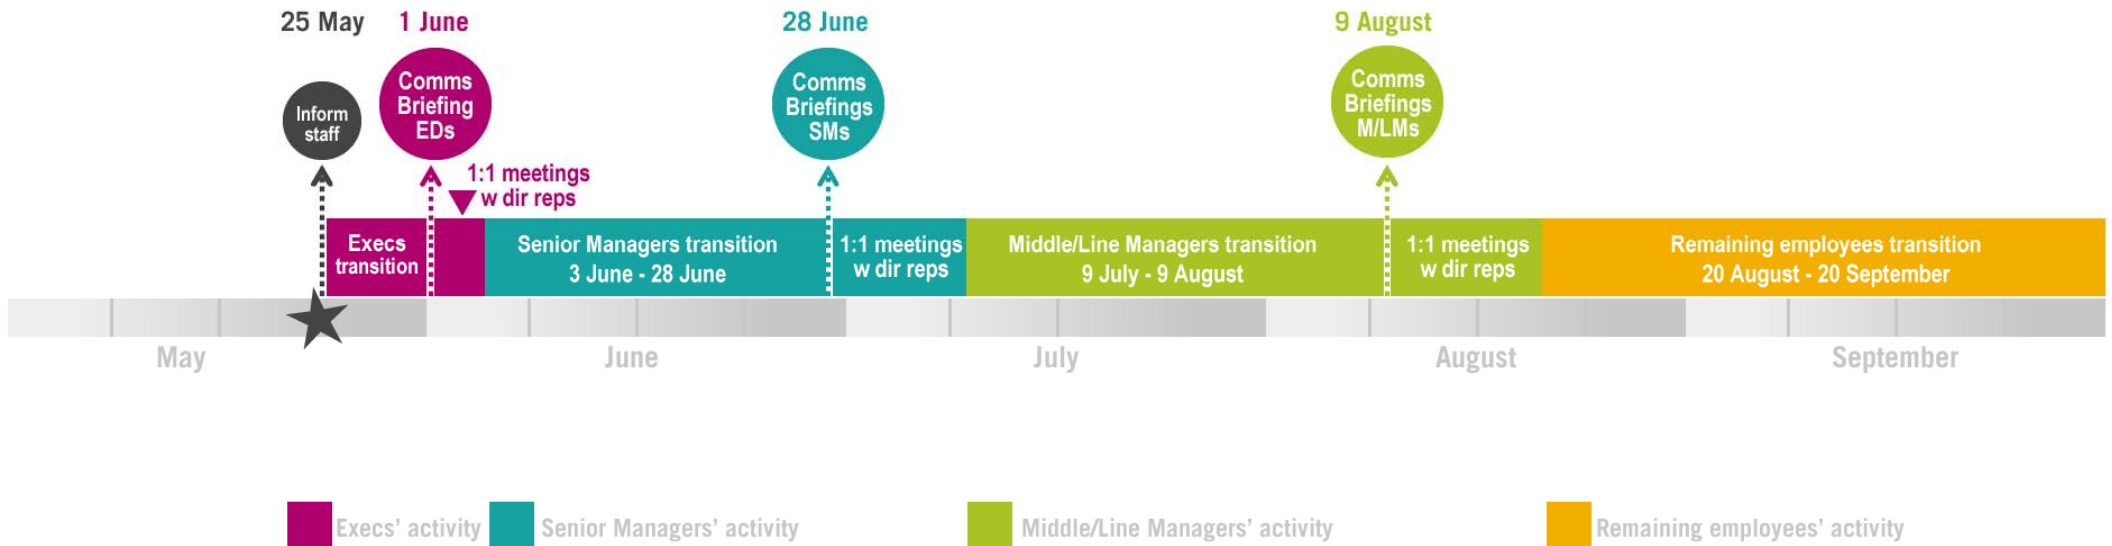 25 May
1 June
28 June
9 August
Inform
staff
Comms
Briefing
EDs
Comms
Briefings
SMs
Comms
Briefings
M/LMs
1:1 meetings
w dir reps
Execs
transition
Senior Managers transition
3 June - 28 June
1:1 meetings
w dir reps
Middle/Line Managers transition
9 July - 9 August
1:1 meetings
w dir reps
Remaining employees transition
20 August - 20 September
May
June
July
August
September
Execs' activity
Senior Managers' activity
Middle/Line Managers' activity
Remaining employees' activity